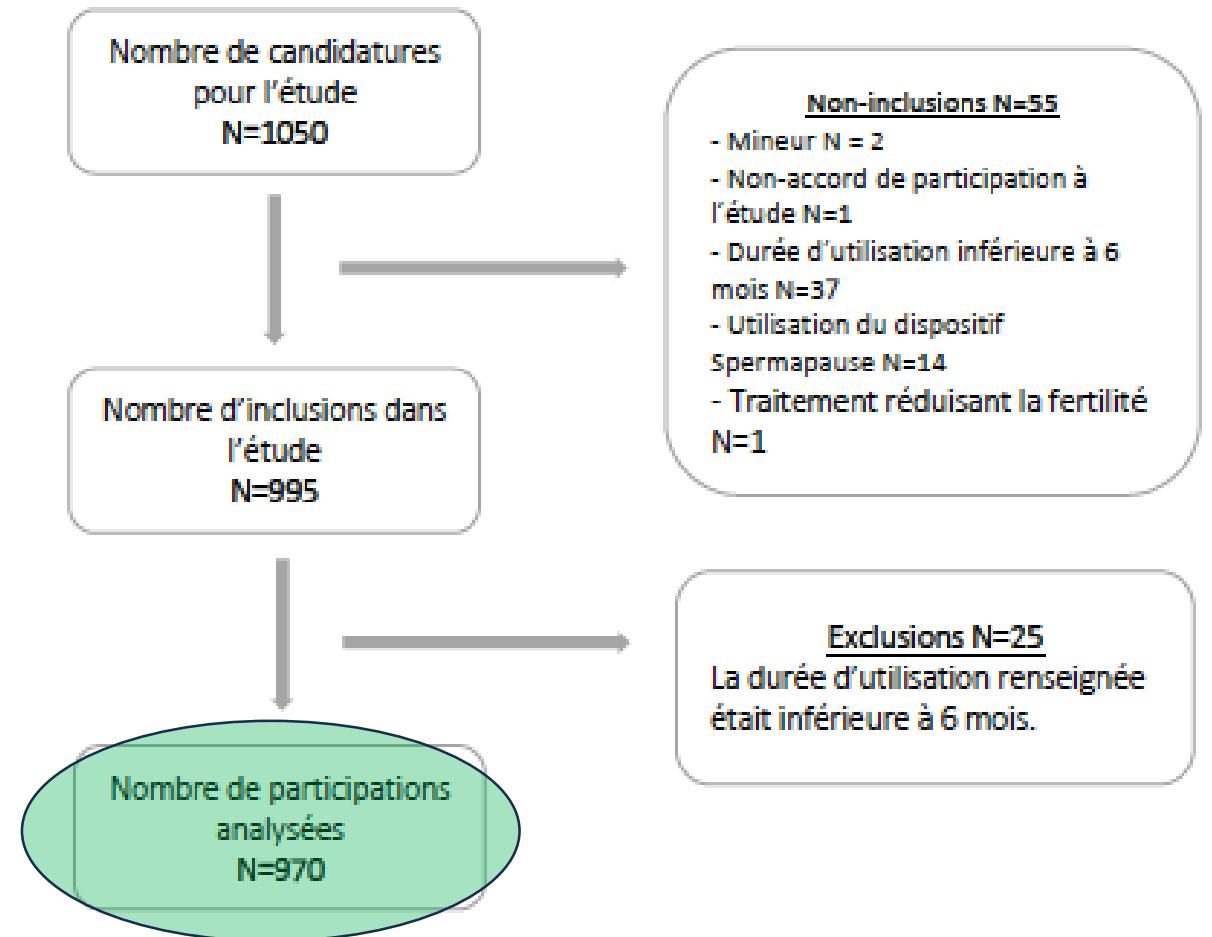 Nombre de candidatures
pour l'étude
N=1050
Non-inclusions N=55
- Mineur N = 2
- Non-accord de participation à
l'étude N=1
- Durée d'utilisation inférieure à 6
mois N=37
- Utilisation du dispositif
Spermapause N=14
- Traitement réduisant la fertilité
N=1
Nombre d'inclusions dans
l'étude
N=995
Exclusions N=25
La durée d'utilisation renseignée
était inférieure à 6 mois.
Nombre de participations
analysées
N=970